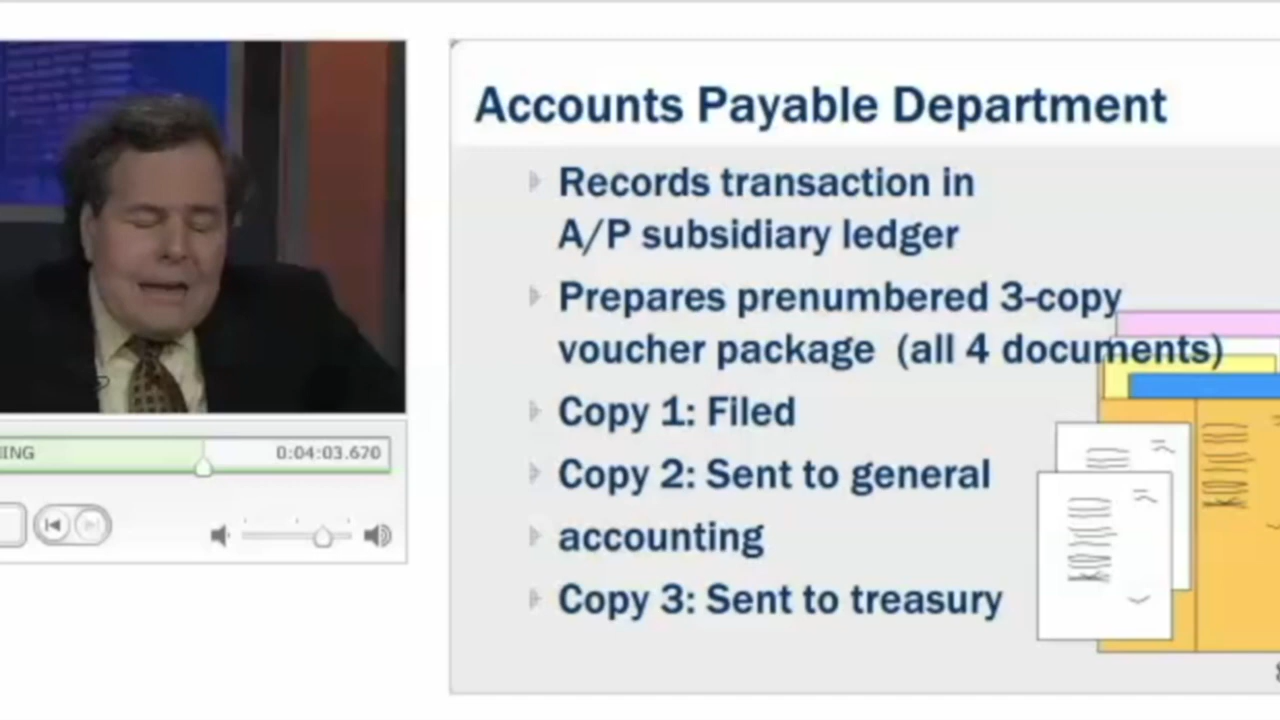 Accounts Payable Department
Records transaction in
A/P subsidiary ledger
Prepares prenumbered 3-copy
voucher package (all 4 documents)
Copy 1: Filed
Copy 2: Sent to general
accounting
Copy 3: Sent to treasury
ING 0:04:03.670